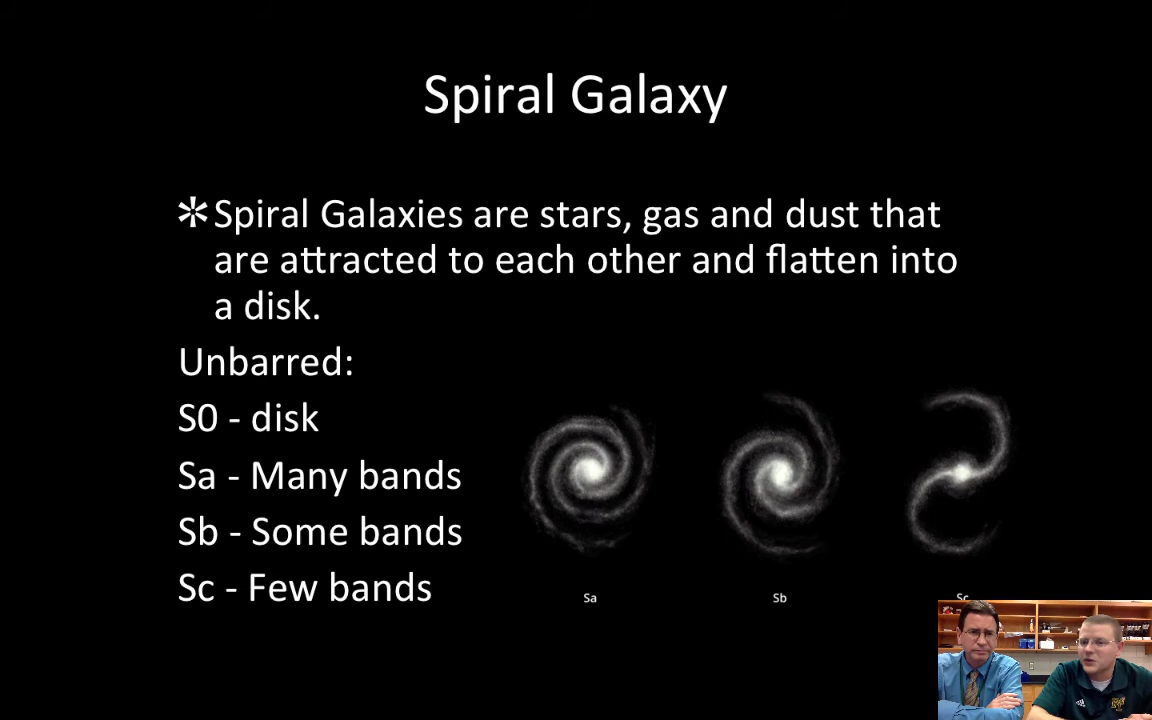 Spiral Galaxy
✲Spiral Galaxies are stars, gas and dust that
are attracted to each other and flatten into
a disk.
Unbarred:
S0 - disk
Sa - Many bands
Sb - Some bands
Sc - Few bands
Sa
Sb
Sc